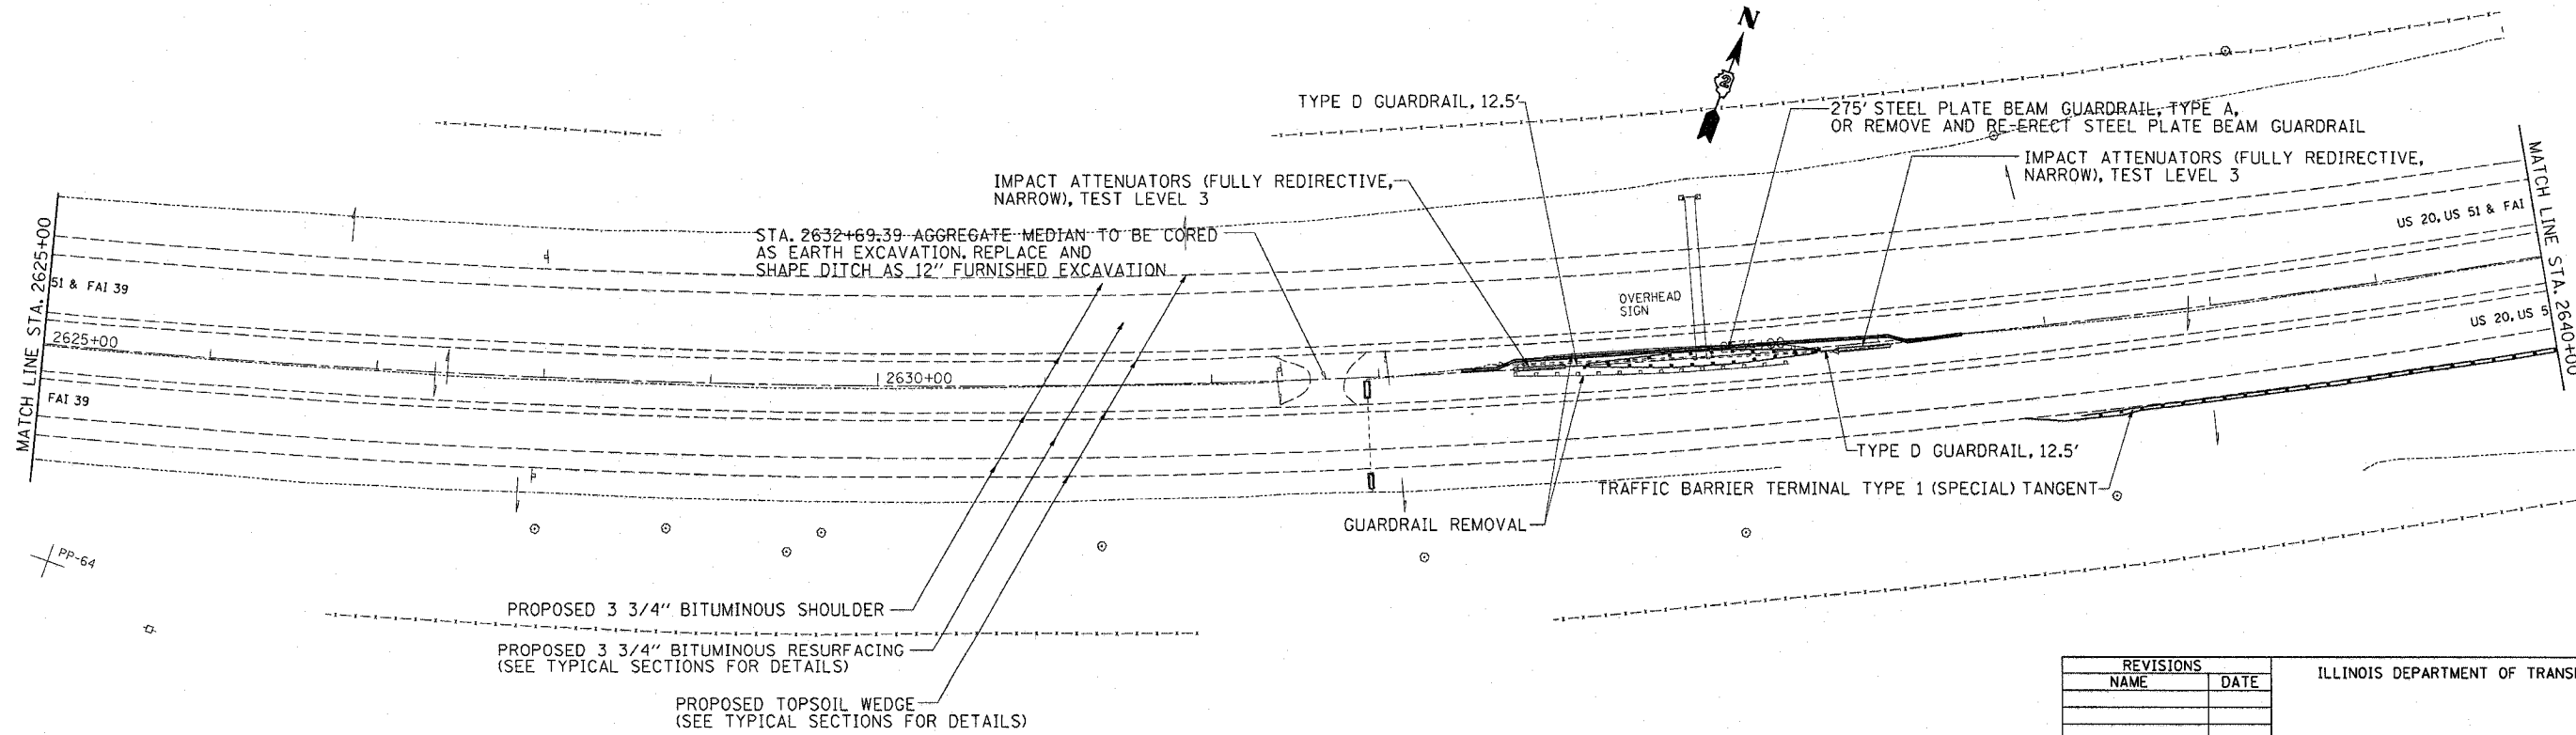 N
TYPE D GUARDRAIL, 12.5'
275' STEEL PLATE BEAM GUARDRAIL, TYPE A,
OR REMOVE AND RE-ERECT STEEL PLATE BEAM GUARDRAIL
IMPACT ATTENUATORS (FULLY REDIRECTIVE,
NARROW), TEST LEVEL 3
IMPACT ATTENUATORS (FULLY REDIRECTIVE,
NARROW), TEST LEVEL 3
STA. 2632+69.39 AGGREGATE MEDIAN TO BE CORED
AS EARTH EXCAVATION. REPLACE AND
SHAPE DITCH AS 12" FURNISHED EXCAVATION
MATCH LINE STA. 2625+00
51 & FAI 39
2625+00
FAI 39
2630+00
OVERHEAD
SIGN
US 20, US 51 & FAI
US 20, US 5
MATCH LINE STA. 2640+00
TYPE D GUARDRAIL, 12.5'
TRAFFIC BARRIER TERMINAL TYPE 1 (SPECIAL) TANGENT
GUARDRAIL REMOVAL
PP-64
PROPOSED 3 3/4" BITUMINOUS SHOULDER
PROPOSED 3 3/4" BITUMINOUS RESURFACING
(SEE TYPICAL SECTIONS FOR DETAILS)
PROPOSED TOPSOIL WEDGE
(SEE TYPICAL SECTIONS FOR DETAILS)
REVISIONS
NAME DATE
ILLINOIS DEPARTMENT OF TRANS